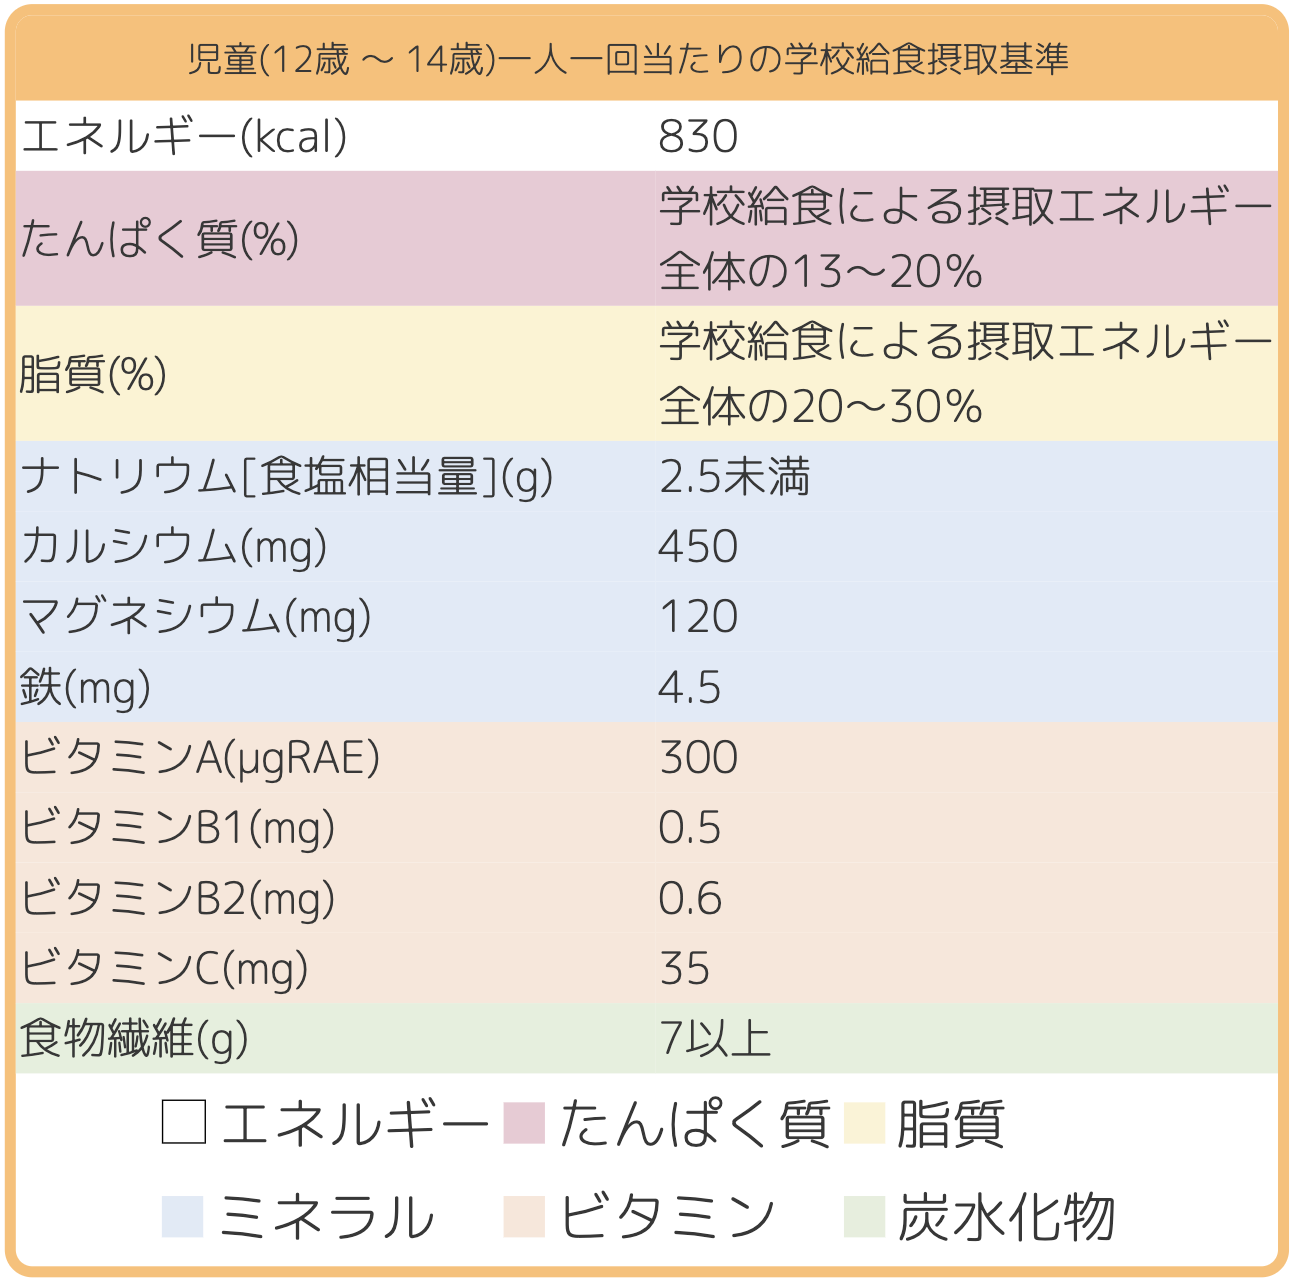 児童(12歳 〜 14歳)一人一回当たりの学校給食摂取基準
エネルギー(kcal) 830
たんぱく質(%) 学校給食による摂取エネルギー
全体の13〜20%
脂質(%) 学校給食による摂取エネルギー
全体の20〜30%
ナトリウム[食塩相当量](g) 2.5未満
カルシウム(mg) 450
マグネシウム(mg) 120
鉄(mg) 4.5
ビタミンA(μgRAE) 300
ビタミンB1(mg) 0.5
ビタミンB2(mg) 0.6
ビタミンC(mg) 35
食物繊維(g) 7以上
エネルギー たんぱく質 脂質
ミネラル ビタミン 炭水化物